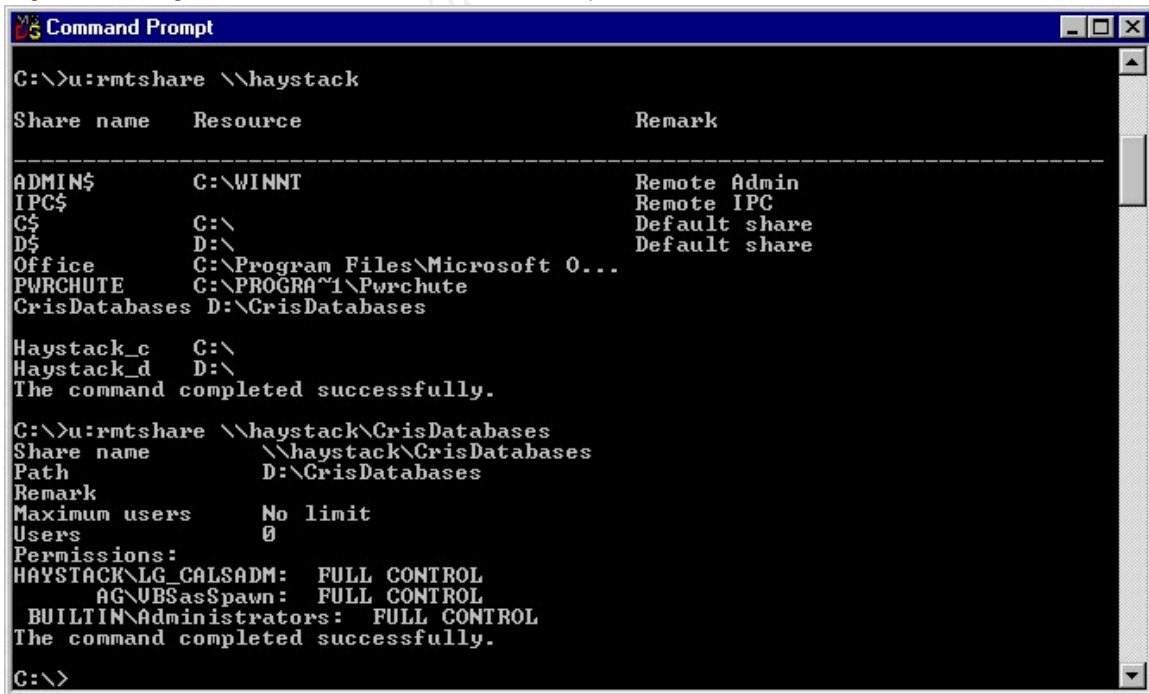 Command Prompt
C:\>u:rmtshare \\haystack
Share name   Resource                        Remark
-------------------------------------------------------------------------------
ADMIN$       C:\WINNT                        Remote Admin
IPC$                                         Remote IPC
C$           C:\                             Default share
D$           D:\                             Default share
Office       C:\Program Files\Microsoft O...
PWRCHUTE     C:\PROGRA~1\Pwrchute
CrisDatabases D:\CrisDatabases
Haystack_c   C:\
Haystack_d   D:\
The command completed successfully.
C:\>u:rmtshare \\haystack\CrisDatabases
Share name        \\haystack\CrisDatabases
Path              D:\CrisDatabases
Remark
Maximum users     No limit
Users             0
Permissions:
HAYSTACK\LG_CALSADM:  FULL CONTROL
      AG\VBSasSpawn:  FULL CONTROL
 BUILTIN\Administrators:  FULL CONTROL
The command completed successfully.
C:\>